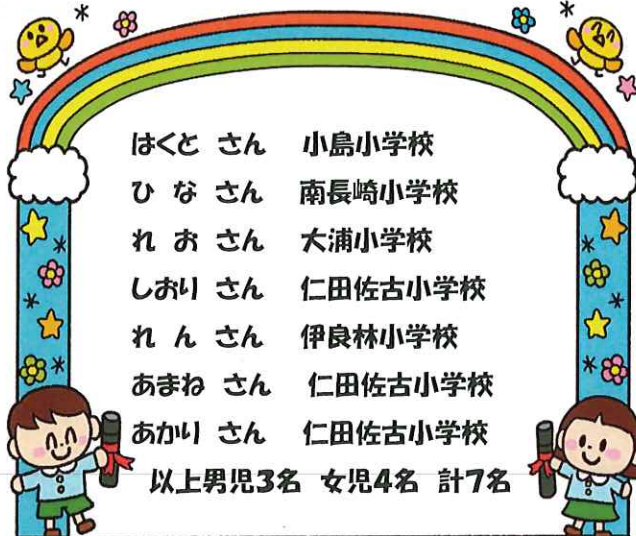 はくと さん 小島小学校
ひ な さん 南長崎小学校
れ お さん 大浦小学校
しおり さん 仁田佐古小学校
れ ん さん 伊良林小学校
あまね さん 仁田佐古小学校
あかり さん 仁田佐古小学校
以上男児3名 女児4名 計7名